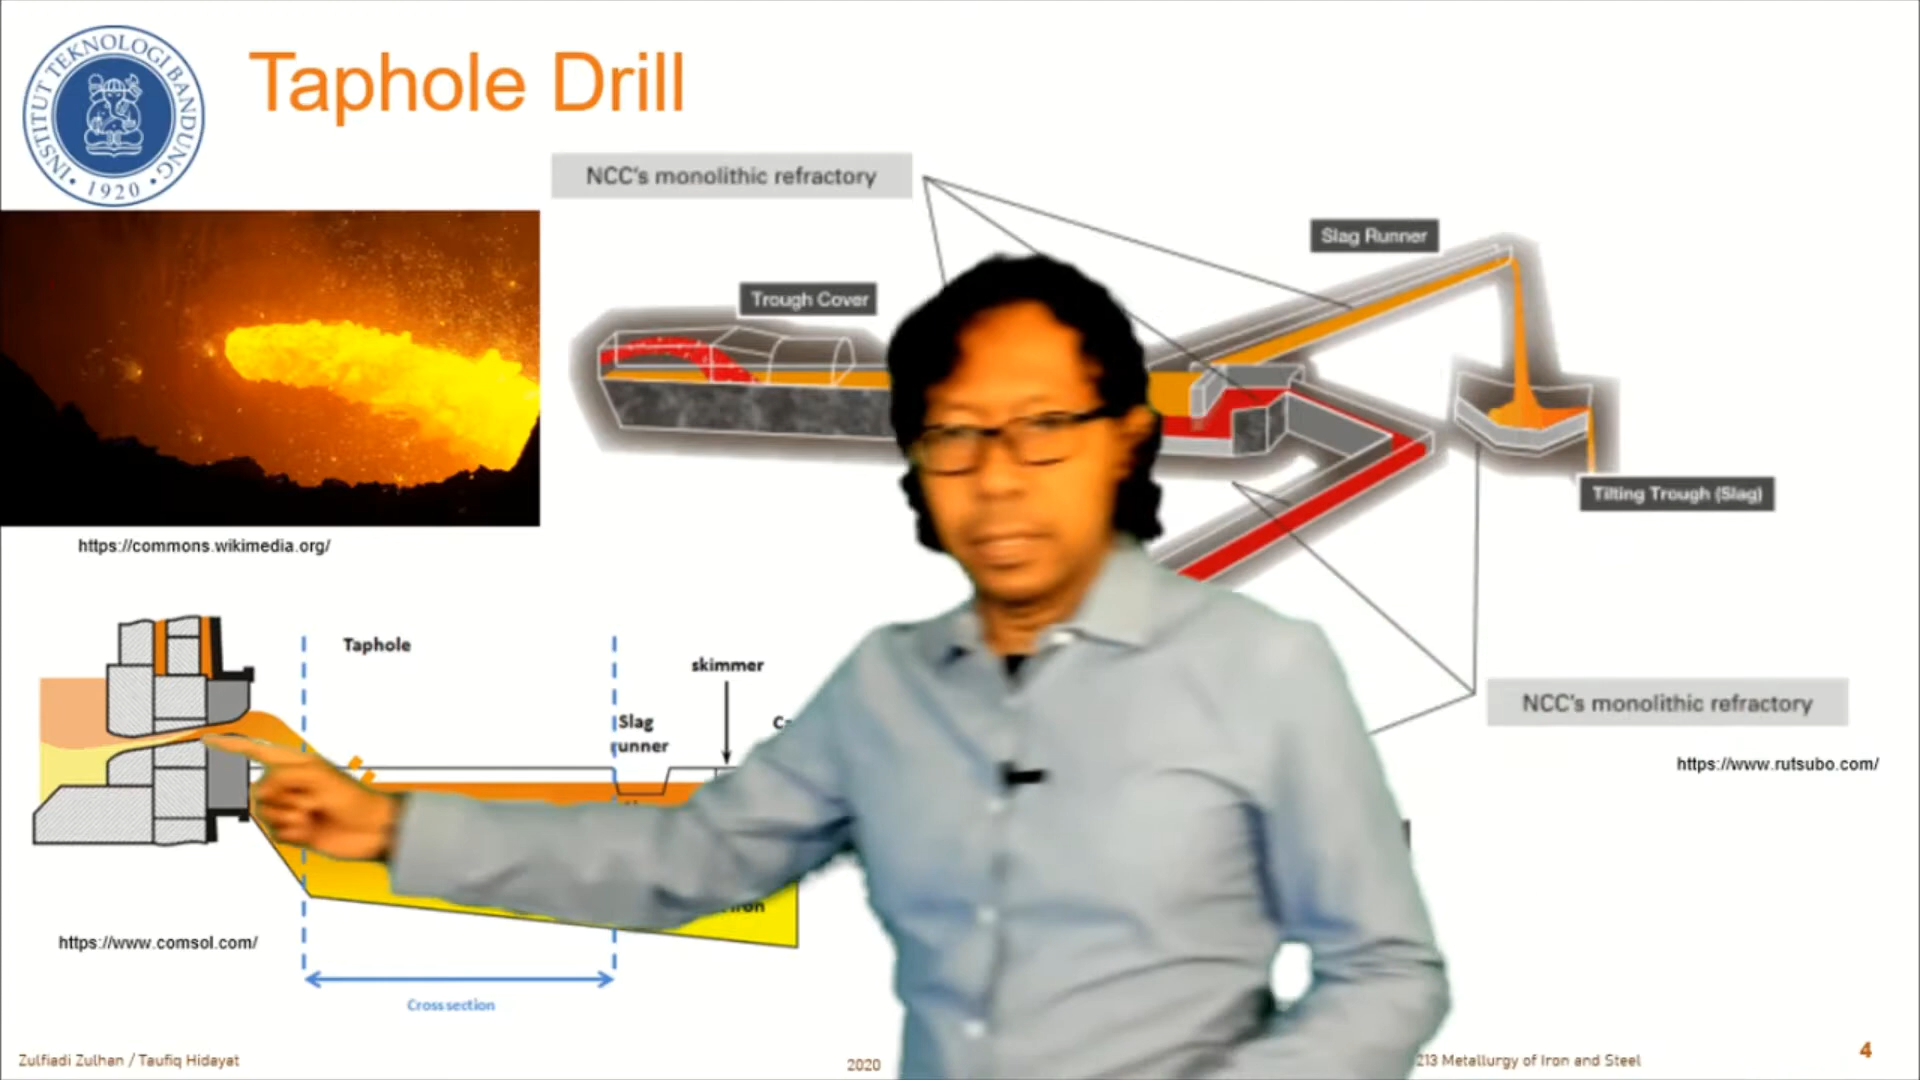 INSTITUT TEKNOLOGI BANDUNG
1920
Taphole Drill
NCC's monolithic refractory
Slag Runner
Trough Cover
Tilting Trough (Slag)
https://commons.wikimedia.org/
Taphole
skimmer
Slag
runner
NCC's monolithic refractory
https://www.rutsubo.com/
iron
https://www.comsol.com/
Cross section
Zulfiadi Zulhan / Taufiq Hidayat
2020
213 Metallurgy of Iron and Steel
4